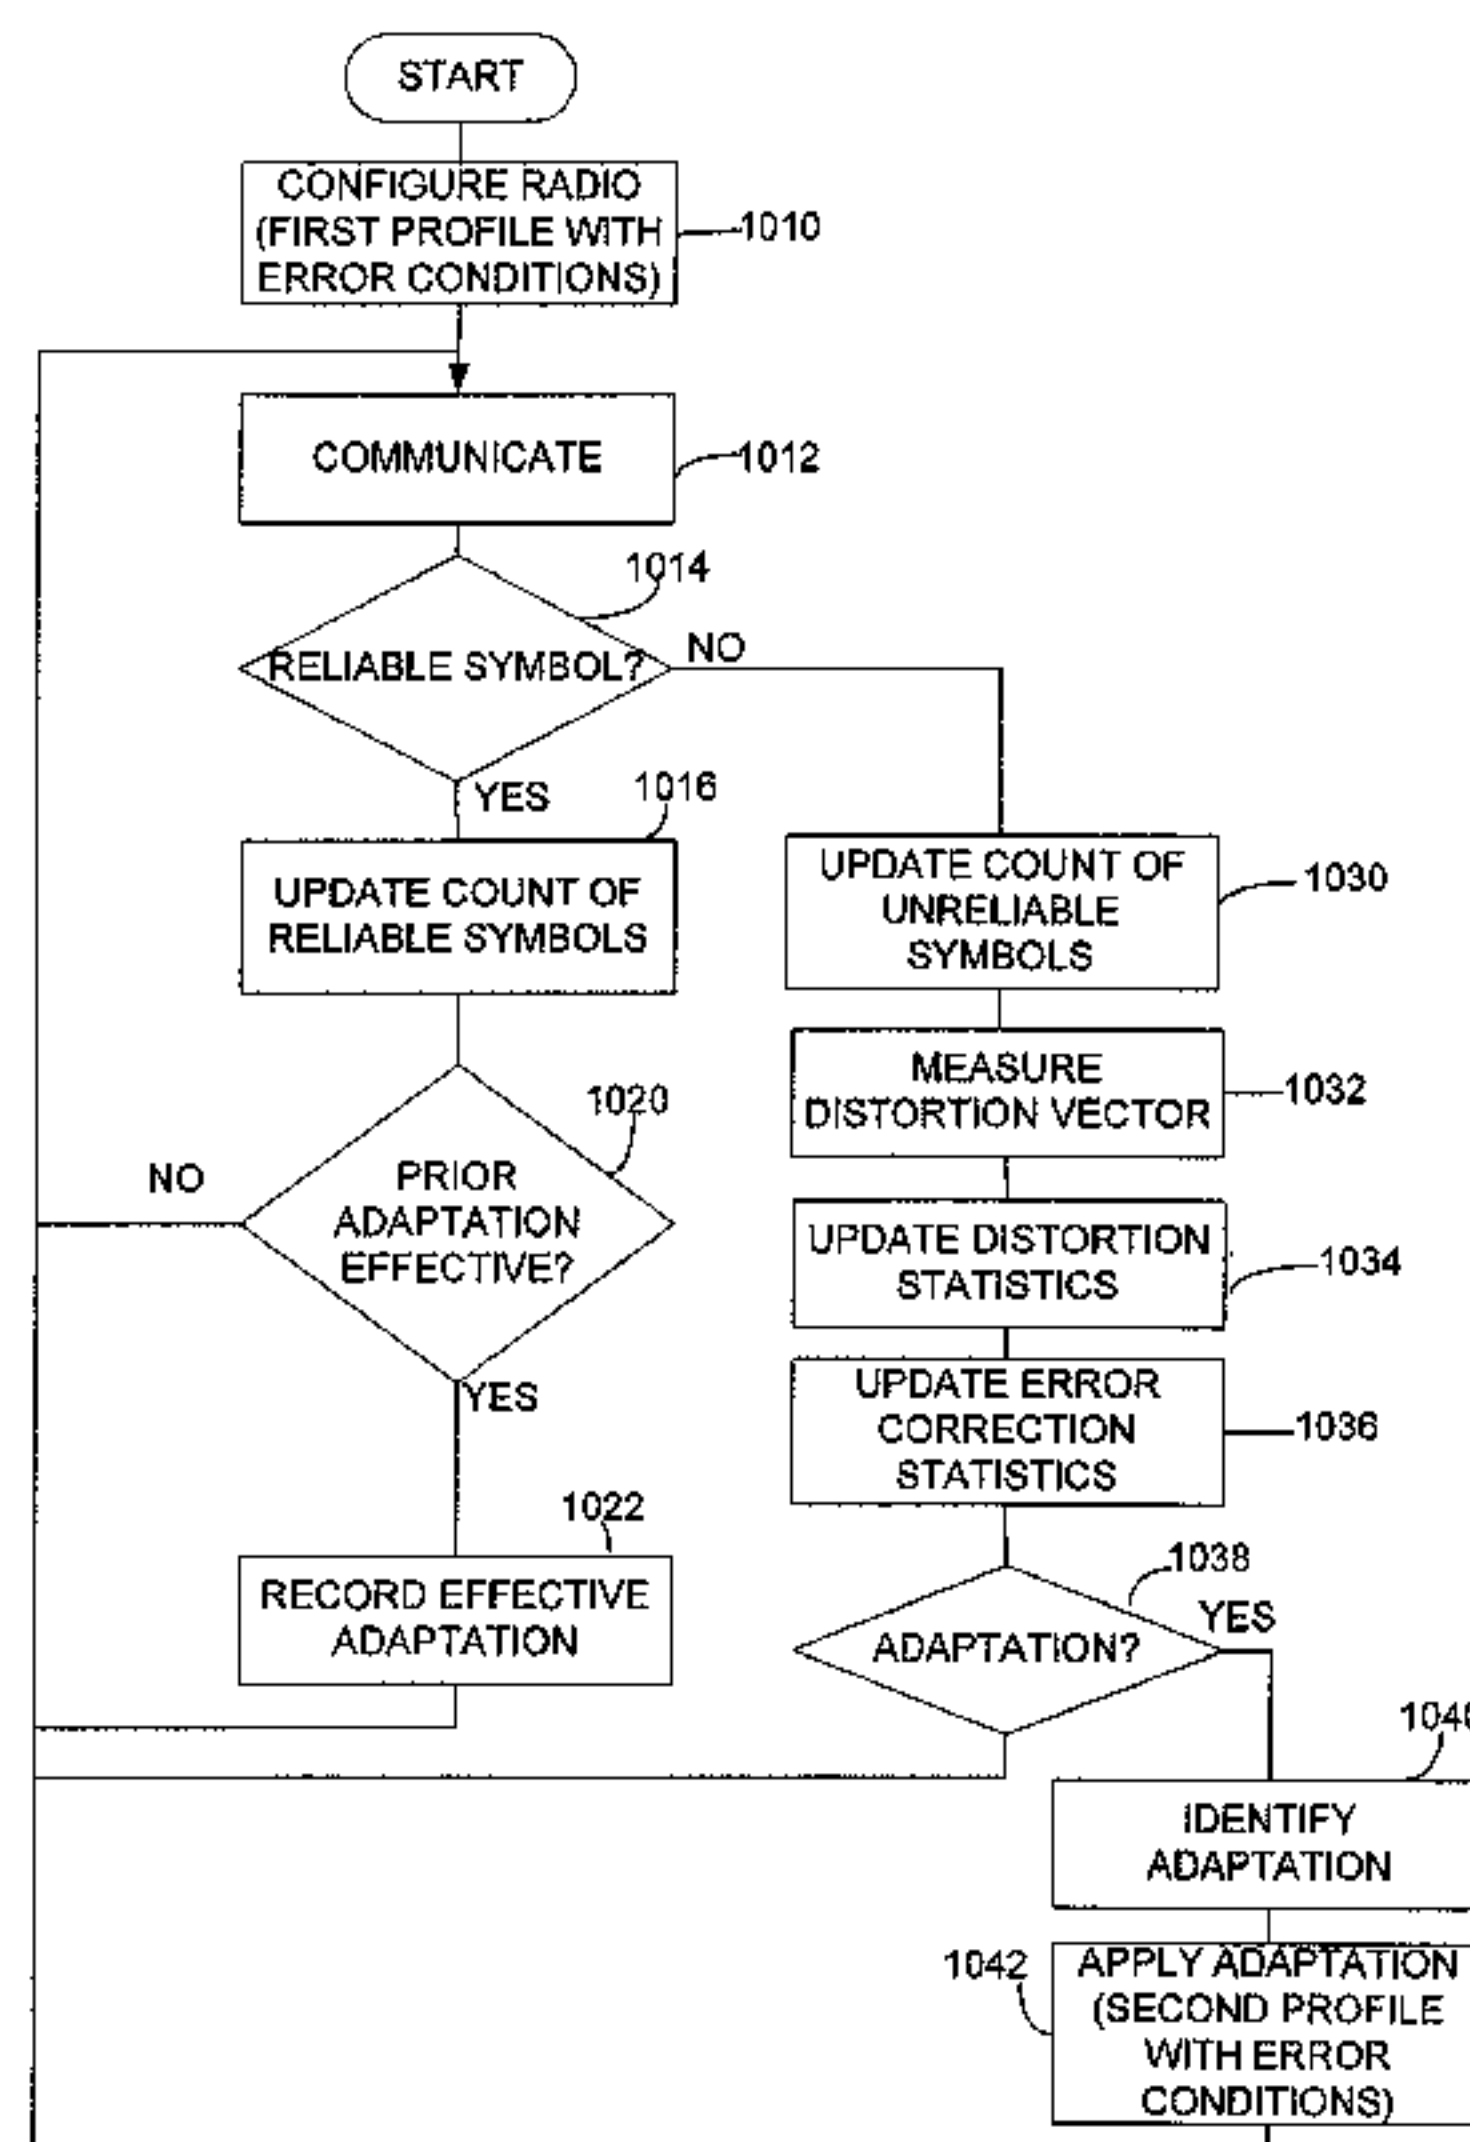 START
CONFIGURE RADIO
(FIRST PROFILE WITH
ERROR CONDITIONS)
1010
COMMUNICATE
1012
1014
RELIABLE SYMBOL?
NO
YES
1016
UPDATE COUNT OF
RELIABLE SYMBOLS
UPDATE COUNT OF
UNRELIABLE
SYMBOLS
1030
MEASURE
DISTORTION VECTOR
1032
1020
NO
PRIOR
ADAPTATION
EFFECTIVE?
YES
UPDATE DISTORTION
STATISTICS
1034
UPDATE ERROR
CORRECTION
STATISTICS
1036
1022
RECORD EFFECTIVE
ADAPTATION
1038
ADAPTATION?
YES
1040
IDENTIFY
ADAPTATION
1042
APPLY ADAPTATION
(SECOND PROFILE
WITH ERROR
CONDITIONS)